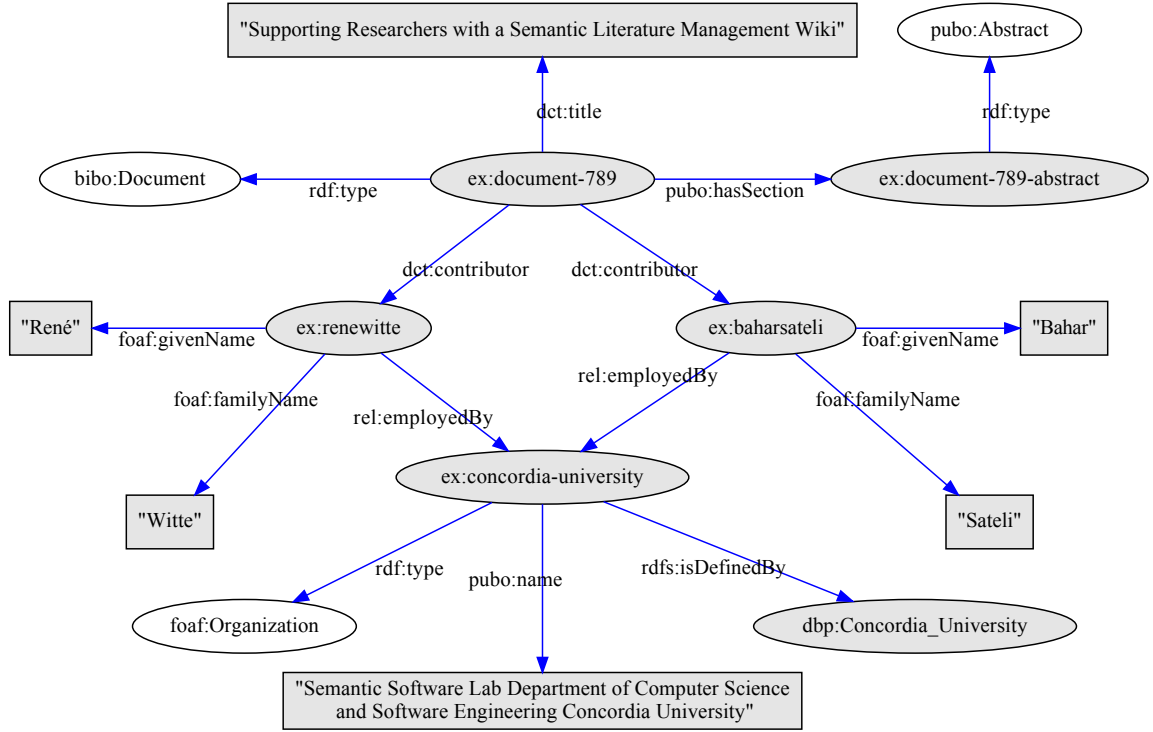 "Supporting Researchers with a Semantic Literature Management Wiki"
pubo:Abstract
dct:title
rdf:type
bibo:Document
rdf:type
ex:document-789
pubo:hasSection
ex:document-789-abstract
dct:contributor
dct:contributor
"René"
foaf:givenName
ex:renewitte
ex:baharsateli
foaf:givenName
"Bahar"
foaf:familyName
rel:employedBy
rel:employedBy
foaf:familyName
ex:concordia-university
"Witte"
"Sateli"
rdf:type
pubo:name
rdfs:isDefinedBy
foaf:Organization
dbp:Concordia_University
"Semantic Software Lab Department of Computer Science
and Software Engineering Concordia University"